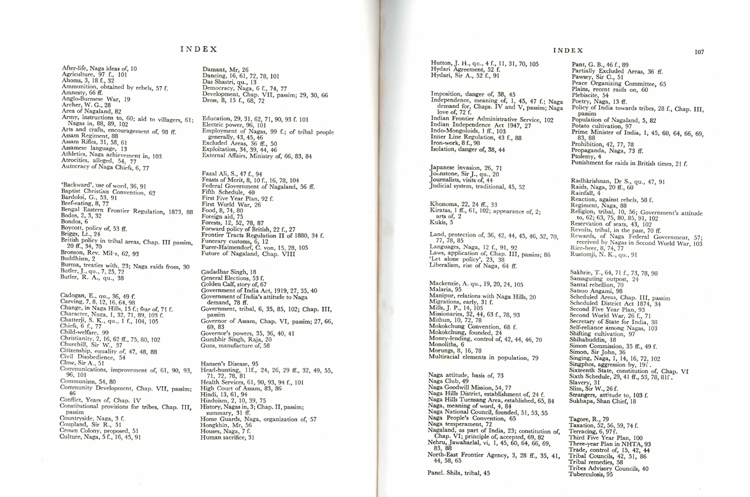 INDEX
After-life, Naga ideas of, 10
Agriculture, 97 f., 101
Ahoms, 3, 18 f., 32
Ammunition, obtained by rebels, 57 f.
Amnesty, 66 ff.
Anglo-Burmese War, 19
Archer, W. G., 28
Area of Nagaland, 82
Army, instructions to, 60; aid to villagers, 61;
Nagas in, 88, 89, 102
Arts and crafts, encouragement of, 98 ff.
Assam Regiment, 88
Assam Rifles, 31, 58, 61
Assamese language, 13
Athletics, Naga achievement in, 103
Atrocities, alleged, 54, 77
Autocracy of Naga Chiefs, 6, 77
'Backward', use of word, 36, 91
Baptist Christian Convention, 62
Bardoloi, G., 53, 91
Beef-eating, 8, 77
Bengal Eastern Frontier Regulation, 1873, 88
Bodos, 2, 3, 32
Bondos, 6
Boycott, policy of, 53 ff.
Briggs, Lt., 24
British policy in tribal areas, Chap. III passim,
20 ff., 34, 70
Bronson, Rev. Miles, 62, 93
Buddhism, 2
Burma, treaties with, 23; Naga raids from, 30
Butler, J., qu., 7, 25, 72
Butler, R. A., qu., 38
Cadogan, E., qu., 36, 49 f.
Carving, 7, 8, 12, 16, 64, 98
Change, in Naga Hills, 15 f.; fear of, 71 f.
Character, Naga, 1, 32, 71, 89, 103 f.
Chatterji, S. K., qu., 1 f., 104, 105
Chiefs, 6 f., 77
Child-welfare, 99
Christianity, 2, 16, 62 ff., 75, 80, 102
Churchill, Sir W., 37
Citizenship, equality of, 47, 48, 88
Civil Disobedience, 54
Clow, Sir A., 51
Communications, improvement of, 61, 90, 93,
96, 101
Communists, 54, 80
Community Development, Chap. VII, passim;
46
Conflict, Years of, Chap. IV
Constitutional provisions for tribes, Chap. III,
passim
Countryside, Naga, 3 f.
Coupland, Sir R., 51
Crown Colony, proposed, 51
Culture, Naga, 5 f., 16, 45, 91
Damant, Mr, 26
Dancing, 16, 61, 72, 78, 101
Das Shastri, qu., 13
Democracy, Naga, 6 f., 74, 77
Development, Chap. VII, passim; 29, 30, 66
Dress, 8, 15 f., 68, 72
Education, 29, 31, 62, 71, 90, 93 f. 101
Electric power, 96, 101
Employment of Nagas, 99 f.; of tribal people
generally, 43, 45, 46
Excluded Areas, 36 ff., 50
Exploitation, 34, 39, 44, 46
External Affairs, Ministry of, 66, 83, 84
Fazal Ali, S., 47 f., 94
Feasts of Merit, 8, 10 f., 16, 78, 104
Federal Government of Nagaland, 56 ff.
Fifth Schedule, 40
First Five Year Plan, 92 f.
First World War, 26
Food, 8, 74, 80
Foreign aid, 75
Forests, 12, 52, 78, 87
Forward policy of British, 22 f., 27
Frontier Tracts Regulation II of 1880, 34 f.
Funerary customs, 6, 12
Furer-Haimendorf, C. von, 15, 28, 105
Future of Nagaland, Chap. VIII
Gadadhar Singh, 18
General Elections, 53 f.
Golden Calf, story of, 67
Government of India Act, 1919, 27, 35, 40
Government of India's attitude to Naga
demand, 78 ff.
Government, tribal, 6, 35, 85, 102; Chap. III,
passim
Governor of Assam, Chap. VI, passim; 27, 66,
69, 83
Governor's powers, 35, 36, 40, 41
Gunabhir Singh, Raja, 20
Guns, manufacture of, 58
Hansen's Disease, 95
Head-hunting, 11f., 24, 26, 29 ff., 32, 49, 55,
71, 72, 78, 81
Health Services, 61, 90, 93, 94 f., 101
High Court of Assam, 83, 86
Hindi, 13, 61, 94
Hinduism, 2, 10, 39, 75
History, Nagas in, 3; Chap. II, passim;
summary, 31 ff.
Home Guards, Naga, organization of, 57
Hongkhin, Mr, 56
Houses, Naga, 7 f.
Human sacrifice, 31
INDEX
107
Hutton, J. H., qu., 4 f., 11, 31, 70, 105
Hydari Agreement, 52 f.
Hydari, Sir A., 52 f., 91
Imposition, danger of, 38, 45
Independence, meaning of, 1, 45, 47 f.; Naga
demand for, Chaps. IV and V, passim; Naga
love of, 72 f.
Indian Frontier Administrative Service, 102
Indian Independence Act 1947, 27
Indo-Mongoloids, 1 ff., 103
Inner Line Regulation, 43 f., 88
Iron-work, 8 f., 98
Isolation, danger of, 38, 44
Japanese invasion, 26, 71
Johnstone, Sir J., qu., 20
Journalists, visits of, 44
Judicial system, traditional, 45, 52
Khonoma, 22, 24 ff., 33
Kiratas, 1 ff., 61, 102; appearance of, 2;
arts of, 2
Kukis, 5
Land, protection of, 36, 42, 44, 45, 46, 52, 70,
77, 78, 85
Languages, Naga, 12 f., 91, 92
Laws, application of, Chap. III, passim; 86
'Let alone policy', 23, 38
Liberalism, rise of Naga, 64 ff.
Mackenzie, A. qu., 19, 20, 24, 105
Malaria, 95
Manipur, relations with Naga Hills, 20
Migrations, early, 31 f.
Mills, J. P., 14, 105
Missionaries, 32, 44, 63 f., 78, 93
Mithun, 10, 72, 78
Mokokchung Convention, 68 f.
Mokokchung, founded, 24
Money-lending, control of, 42, 44, 46, 70
Monoliths, 6
Morungs, 8, 16, 78
Multiracial elements in population, 79
Naga attitude, basis of, 73
Naga Club, 49
Naga Goodwill Mission, 54, 77
Naga Hills District, establishment of, 24 f.
Naga Hills Tuensang Area, established, 65, 84
Naga, meaning of word, 4, 84
Naga National Council, founded, 51, 53, 55
Naga People's Convention, 65
Naga temperament, 72
Nagaland, as part of India, 23; constitution of,
Chap. VI; principle of, accepted, 69, 82
Nehru, Jawaharlal, vi, 1, 45, 60, 64, 66, 69,
83, 88
North-East Frontier Agency, 3, 28 ff., 35, 41,
44, 58, 65
Panel. Shila, tribal, 45
Pant, G. B., 46 f., 89
Partially Excluded Areas, 36 ff.
Pawsey, Sir C., 51
Peace Organizing Committee, 65
Plains, recent raids on, 60
Plebiscite, 54
Poetry, Naga, 13 ff.
Policy of India towards tribes, 28 f., Chap. III,
passim
Population of Nagaland, 5, 82
Potato cultivation, 97
Prime Minister of India, 1, 45, 60, 64, 66, 69,
83, 88
Prohibition, 42, 77, 78
Propaganda, Naga, 73 ff.
Ptolemy, 4
Punishment for raids in British times, 21 f.
Radhakrishnan, Dr S., qu., 47, 91
Raids, Naga, 20 ff., 60
Rainfall, 4
Reaction, against rebels, 58 f.
Regiment, Naga, 88
Religion, tribal, 10, 56; Government's attitude
to, 62, 63, 75, 80, 85, 91, 102
Reservation of seats, 43, 102
Revolts, tribal, in the past, 70 ff.
Rewards, of Naga Federal Government, 57;
received by Nagas in Second World War, 103
Rice-beer, 8, 74, 77
Rustomji, N. K., qu., 91
Sakhrie, T., 64, 71 f., 73, 78, 98
Samaguting outpost, 24
Santal rebellion, 70
Sanuo Angami, 98
Scheduled Areas, Chap. III, passim
Scheduled District Act 1874, 34
Second Five Year Plan, 93
Second World War, 26 f., 71
Secretary of State for India, 38
Self-reliance among Nagas, 103
Shifting cultivation, 97
Shihabuddin, 18
Simon Commission, 35 ff., 49 f.
Simon, Sir John, 36
Singing, Naga, 1, 14, 16, 72, 102
Singphos aggression by,
Sixteenth State, constitution of, Chap. VI
Sixth Schedule, 29, 41 ff., 53, 78, 81f.
Slavery, 31
Slim, Sir W., 26 f.
Strangers, attitude to, 103 f.
Sukhapa, Shan Chief, 18
Tagore, R., 79
Taxation, 52, 56, 59, 74 f.
Terracing, 6, 97 f.
Third Five Year Plan, 100
Three-year Plan in NHTA, 93
Trade, control of, 15, 42, 44
Tribal Councils, 42, 51, 86
Tribal remedies, 58
Tribes Advisory Councils, 40
Tuberculosis, 95